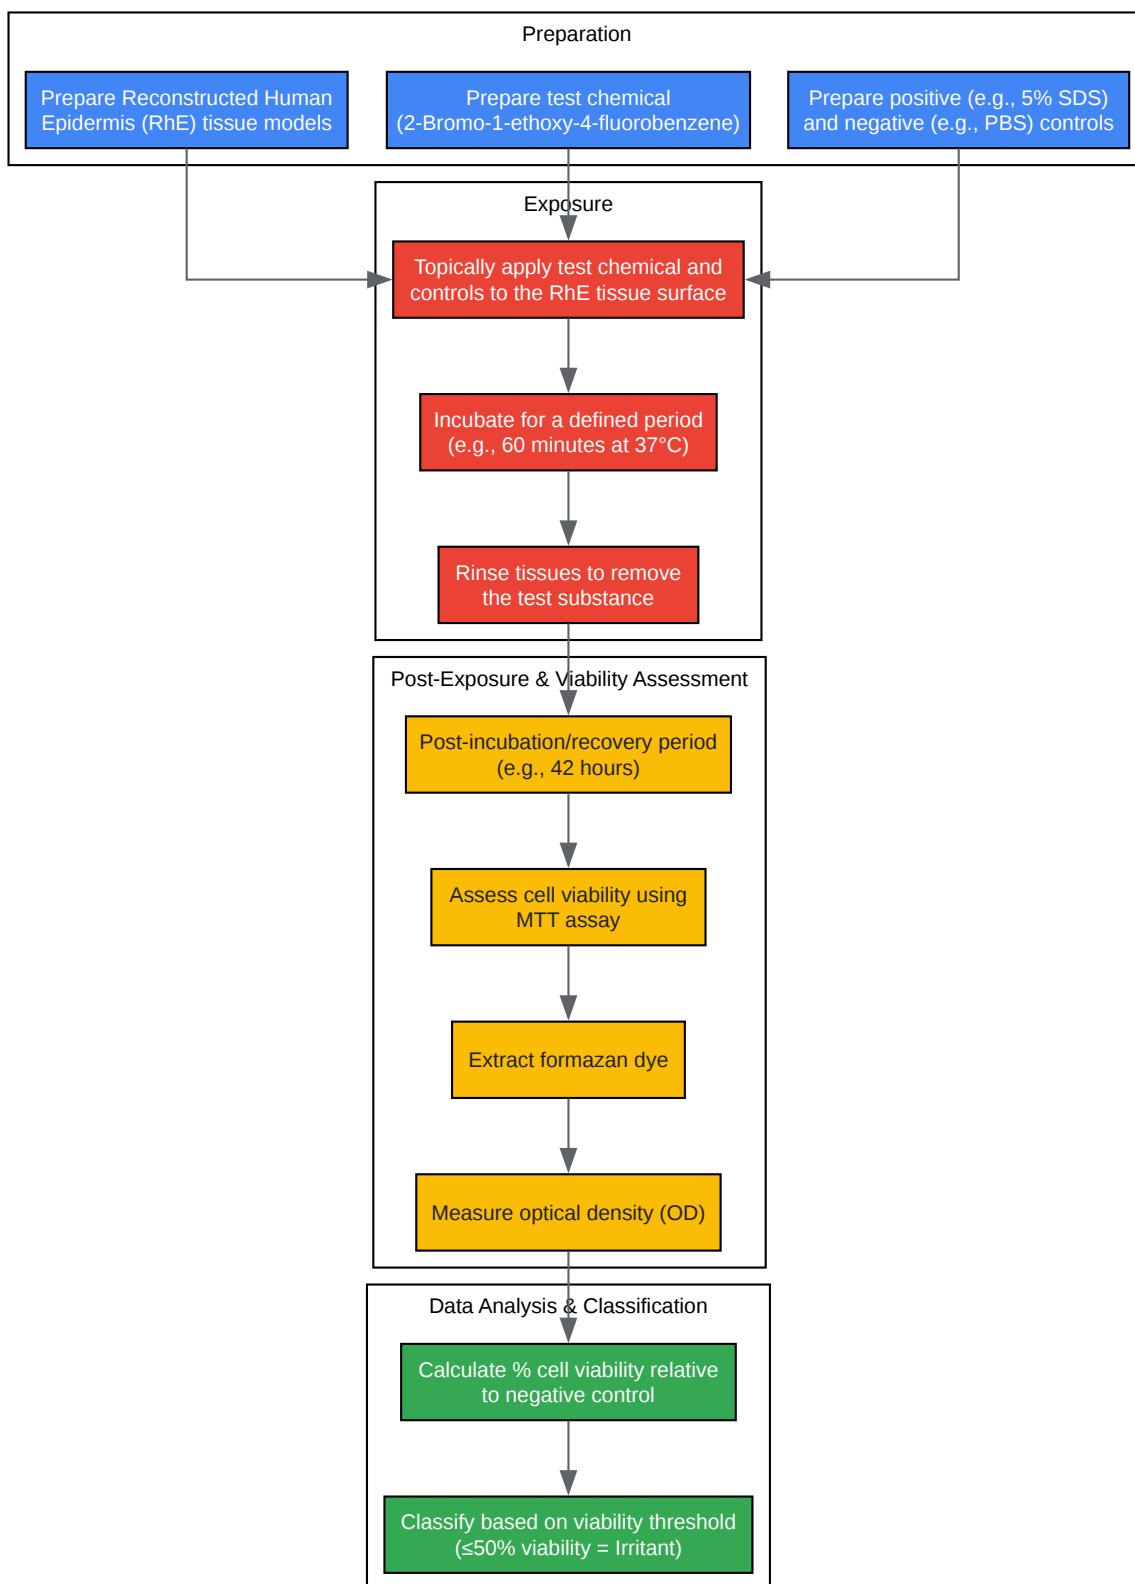 Preparation
Prepare Reconstructed Human
Epidermis (RhE) tissue models
Prepare test chemical
(2-Bromo-1-ethoxy-4-fluorobenzene)
Prepare positive (e.g., 5% SDS)
and negative (e.g., PBS) controls
Exposure
Topically apply test chemical and
controls to the RhE tissue surface
Incubate for a defined period
(e.g., 60 minutes at 37°C)
Rinse tissues to remove
the test substance
Post-Exposure & Viability Assessment
Post-incubation/recovery period
(e.g., 42 hours)
Assess cell viability using
MTT assay
Extract formazan dye
Measure optical density (OD)
Data Analysis & Classification
Calculate % cell viability relative
to negative control
Classify based on viability threshold
(≤50% viability = Irritant)